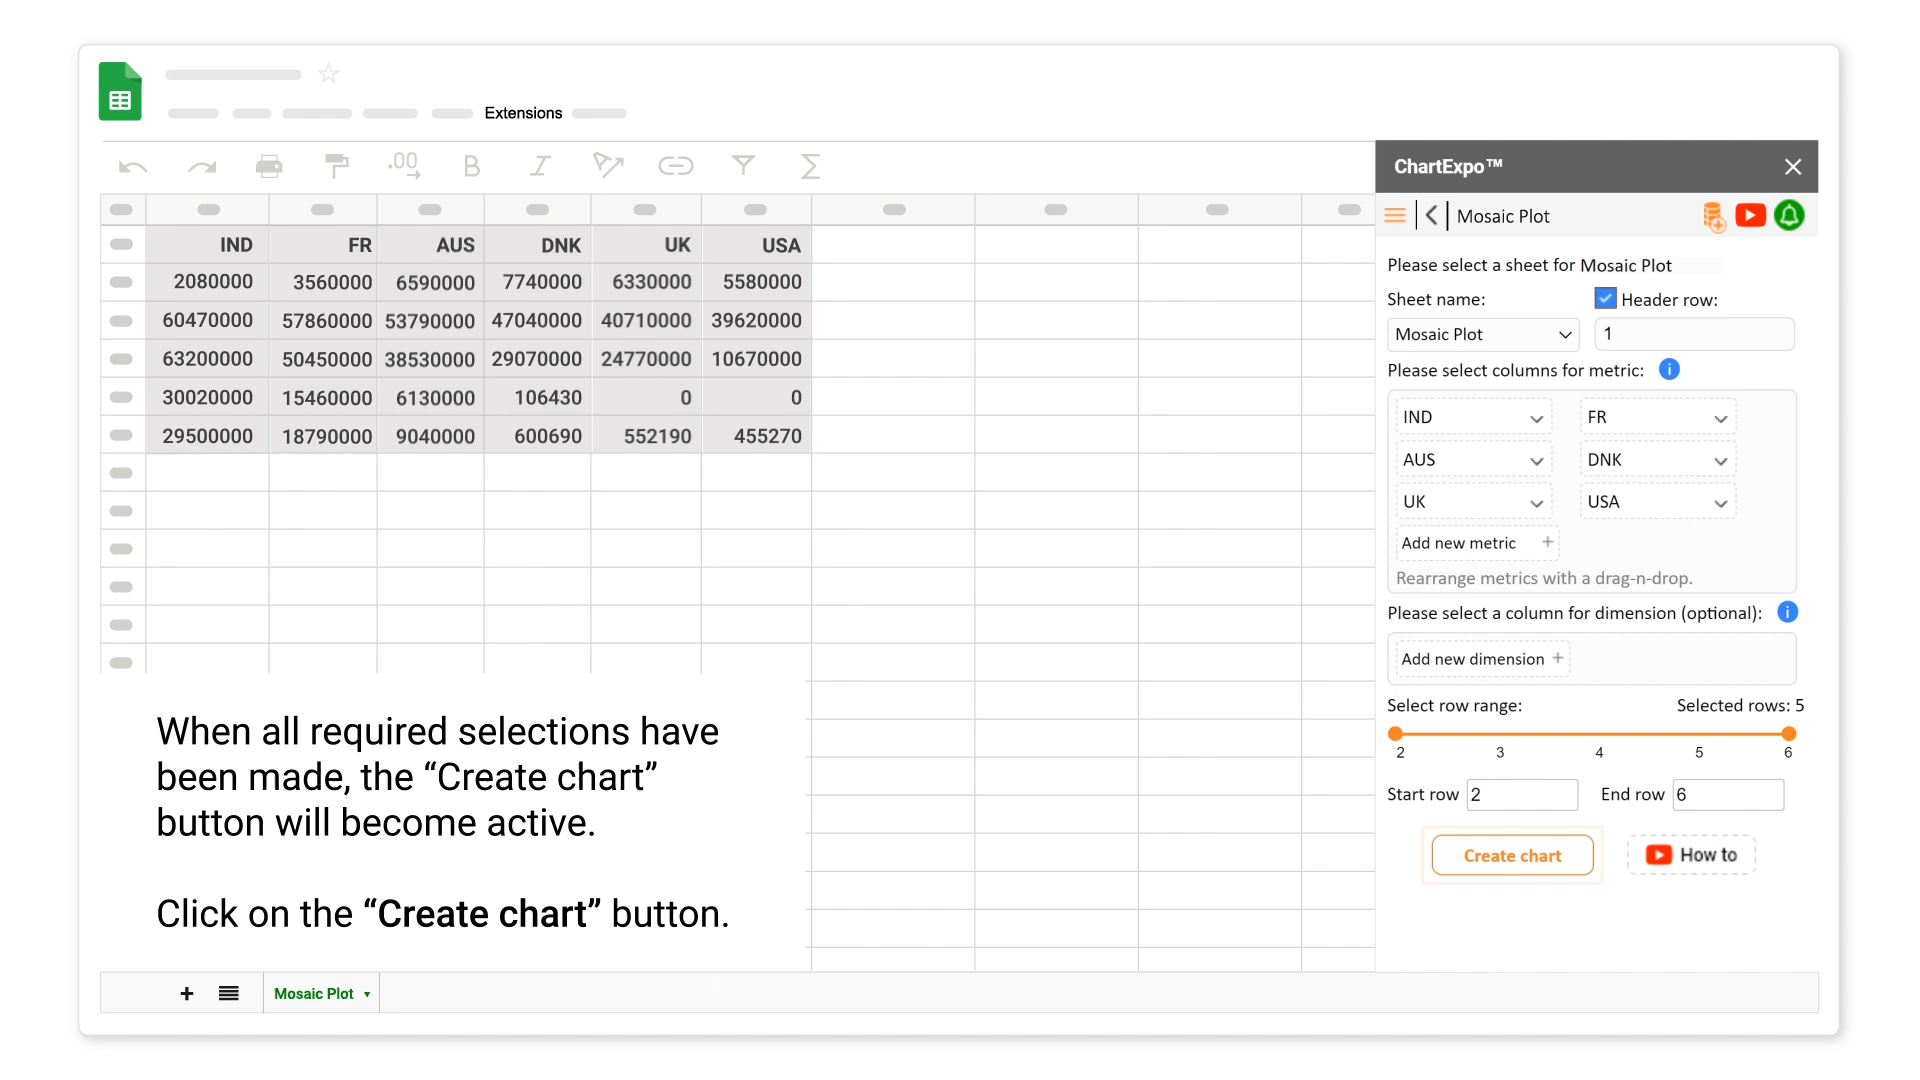 Extensions
.00
B
I
IND FR AUS DNK UK USA
2080000 3560000 6590000 7740000 6330000 5580000
60470000 57860000 53790000 47040000 40710000 39620000
63200000 50450000 38530000 29070000 24770000 10670000
30020000 15460000 6130000 106430 0 0
29500000 18790000 9040000 600690 552190 455270
When all required selections have
been made, the “Create chart”
button will become active.
Click on the “Create chart” button.
Mosaic Plot
ChartExpo™
Mosaic Plot
Please select a sheet for Mosaic Plot
Sheet name: Header row:
Mosaic Plot 1
Please select columns for metric: i
IND FR
AUS DNK
UK USA
Add new metric +
Rearrange metrics with a drag-n-drop.
Please select a column for dimension (optional): i
Add new dimension +
Select row range: Selected rows: 5
2 3 4 5 6
Start row 2 End row 6
Create chart How to